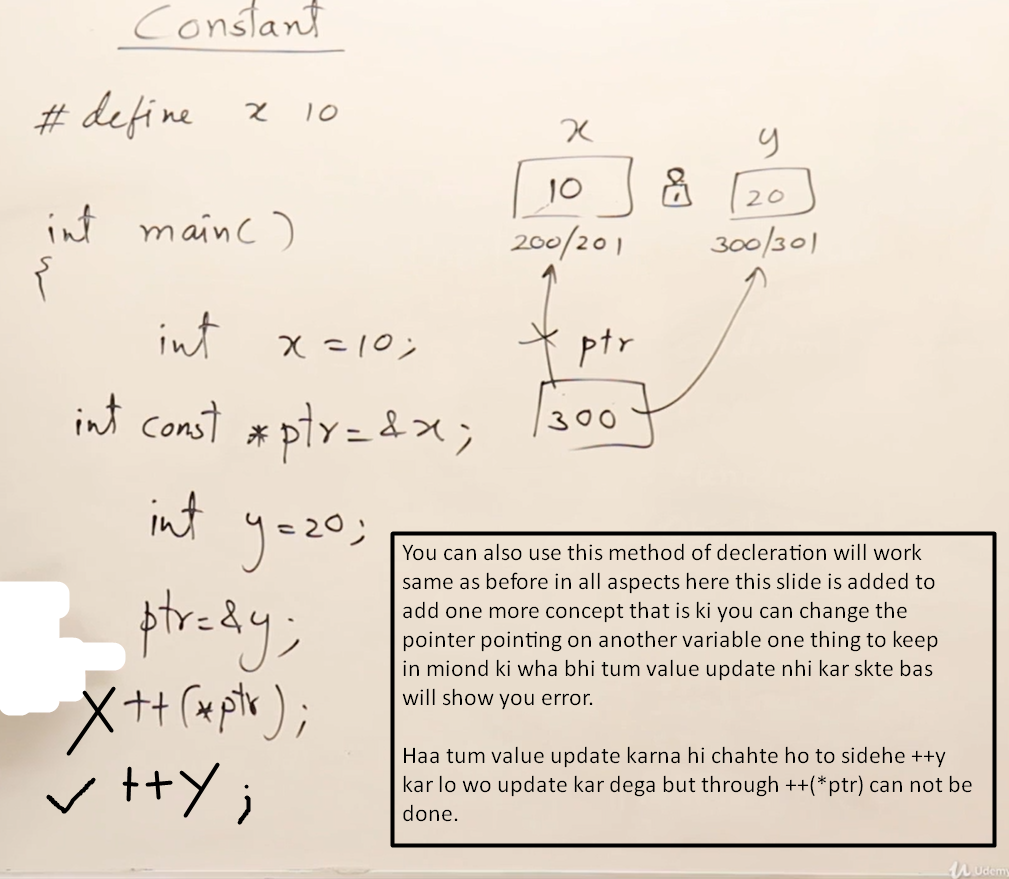 Constant
# define x 10
int main()
{
int x=10;
int const *ptr=&x;
int y=20;
ptr=&y;
X ++(*ptr);
✓ ++Y;
x
10
200/201
y
20
300/301
ptr
300
You can also use this method of decleration will work
same as before in all aspects here this slide is added to
add one more concept that is ki you can change the
pointer pointing on another variable one thing to keep
in miond ki wha bhi tum value update nhi kar skte bas
will show you error.
Haa tum value update karna hi chahte ho to sidehe ++y
kar lo wo update kar dega but through ++(*ptr) can not be
done.
Udemy